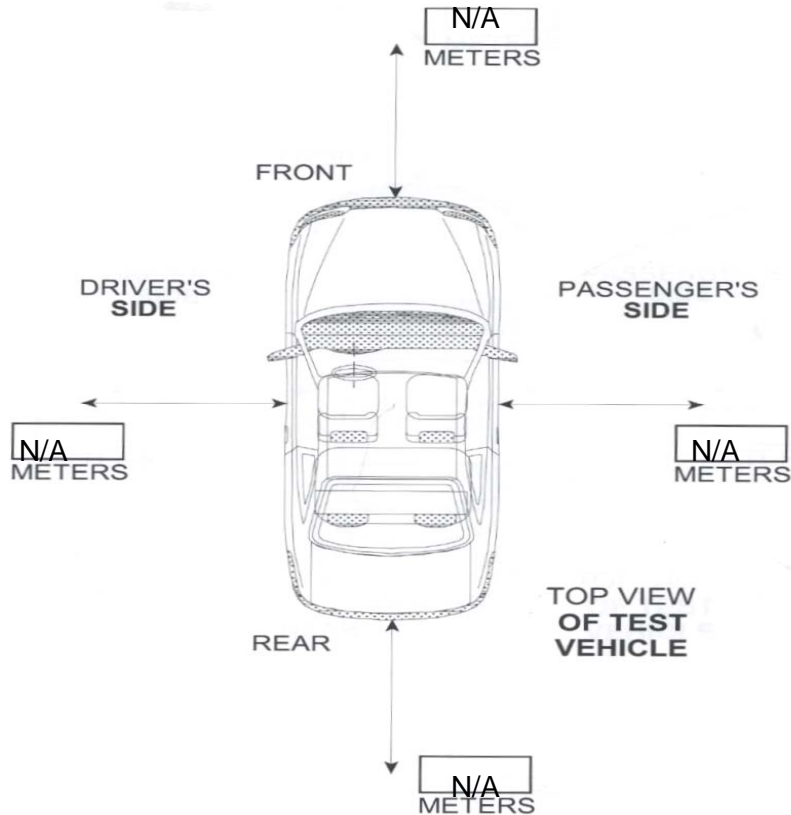 N/A
METERS
FRONT
DRIVER'S
SIDE
PASSENGER'S
SIDE
N/A
METERS
N/A
METERS
REAR
TOP VIEW
OF TEST
VEHICLE
N/A
METERS